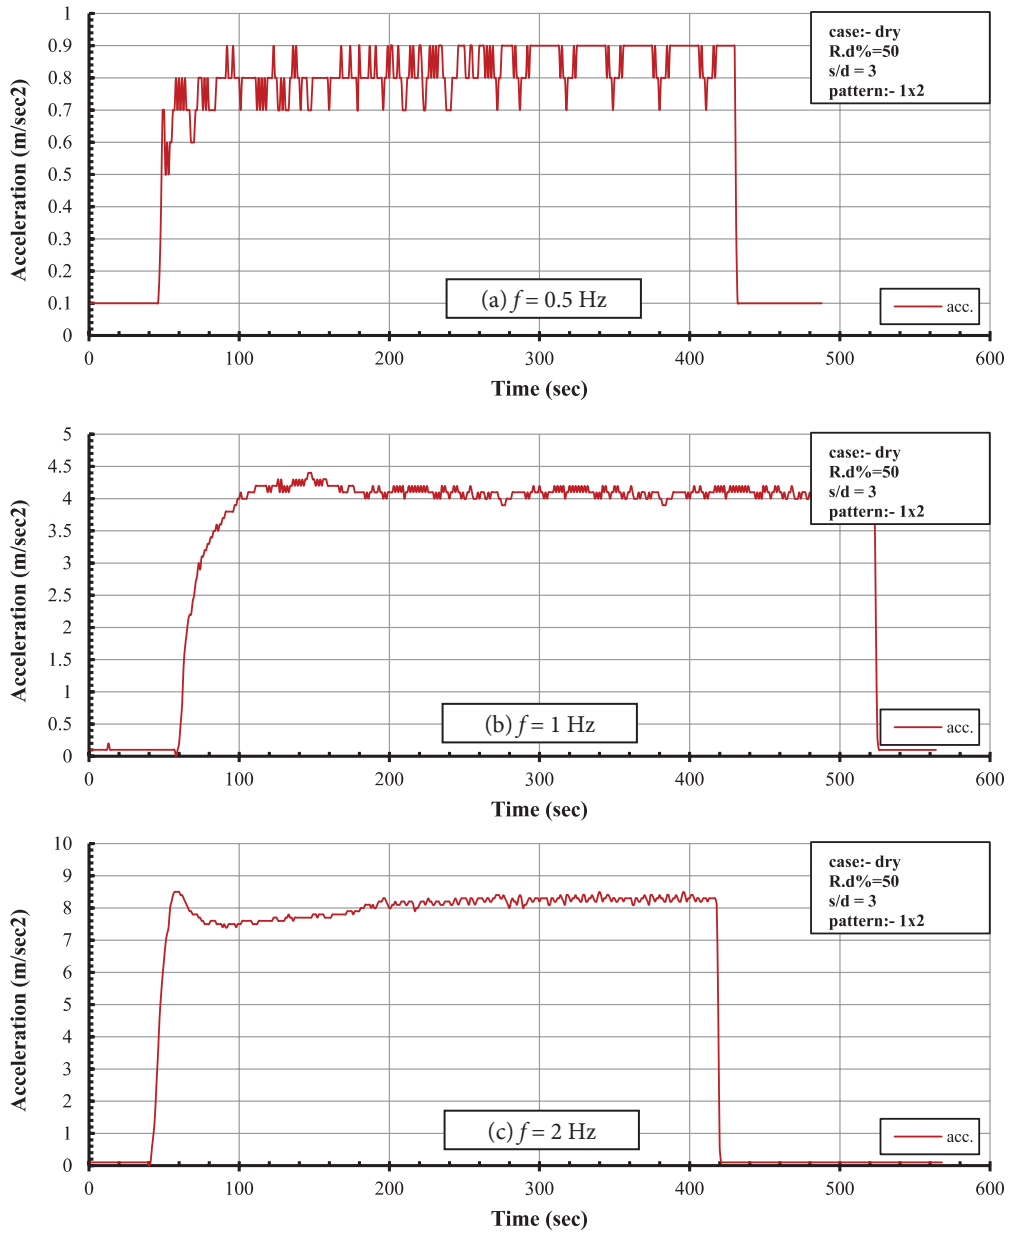 1
0.9
0.8
0.7
0.6
0.5
0.4
0.3
0.2
0.1
0
Acceleration (m/sec2)
case:- dry
R.d%=50
s/d = 3
pattern:- 1x2
(a) f = 0.5 Hz
acc.
0 100 200 300 400 500 600
Time (sec)
5
4.5
4
3.5
3
2.5
2
1.5
1
0.5
0
Acceleration (m/sec2)
case:- dry
R.d%=50
s/d = 3
pattern:- 1x2
(b) f = 1 Hz
acc.
0 100 200 300 400 500 600
Time (sec)
10
9
8
7
6
5
4
3
2
1
0
Acceleration (m/sec2)
case:- dry
R.d%=50
s/d = 3
pattern:- 1x2
(c) f = 2 Hz
acc.
0 100 200 300 400 500 600
Time (sec)